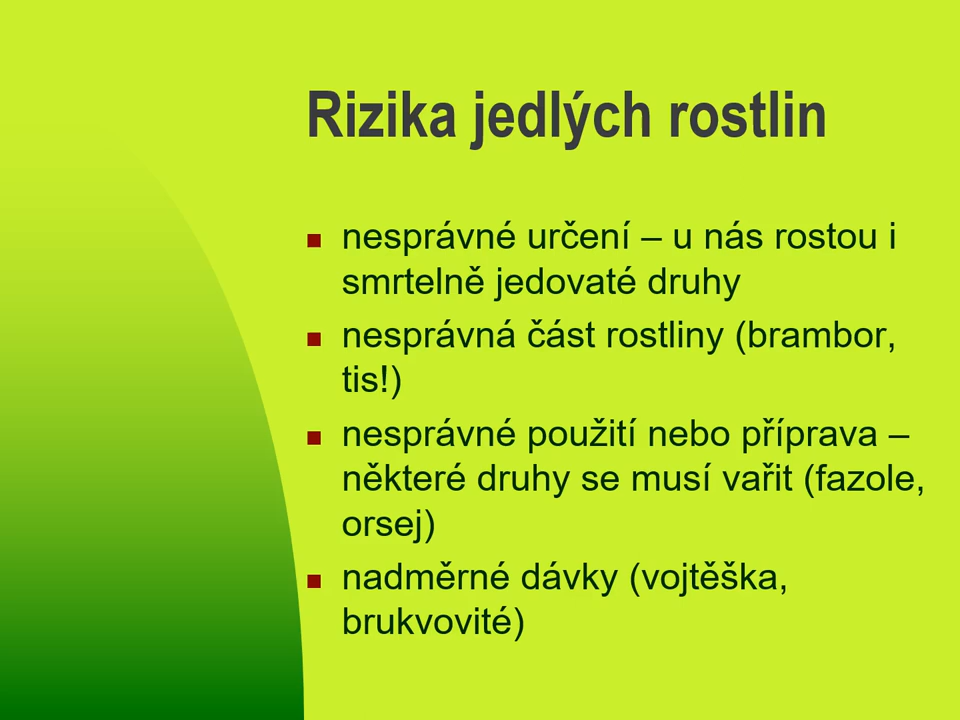 Rizika jedlých rostlin
nesprávné určení – u nás rostou i
smrtelně jedovaté druhy
nesprávná část rostliny (brambor,
tis!)
nesprávné použití nebo příprava –
některé druhy se musí vařit (fazole,
orsej)
nadměrné dávky (vojtěška,
brukvovité)